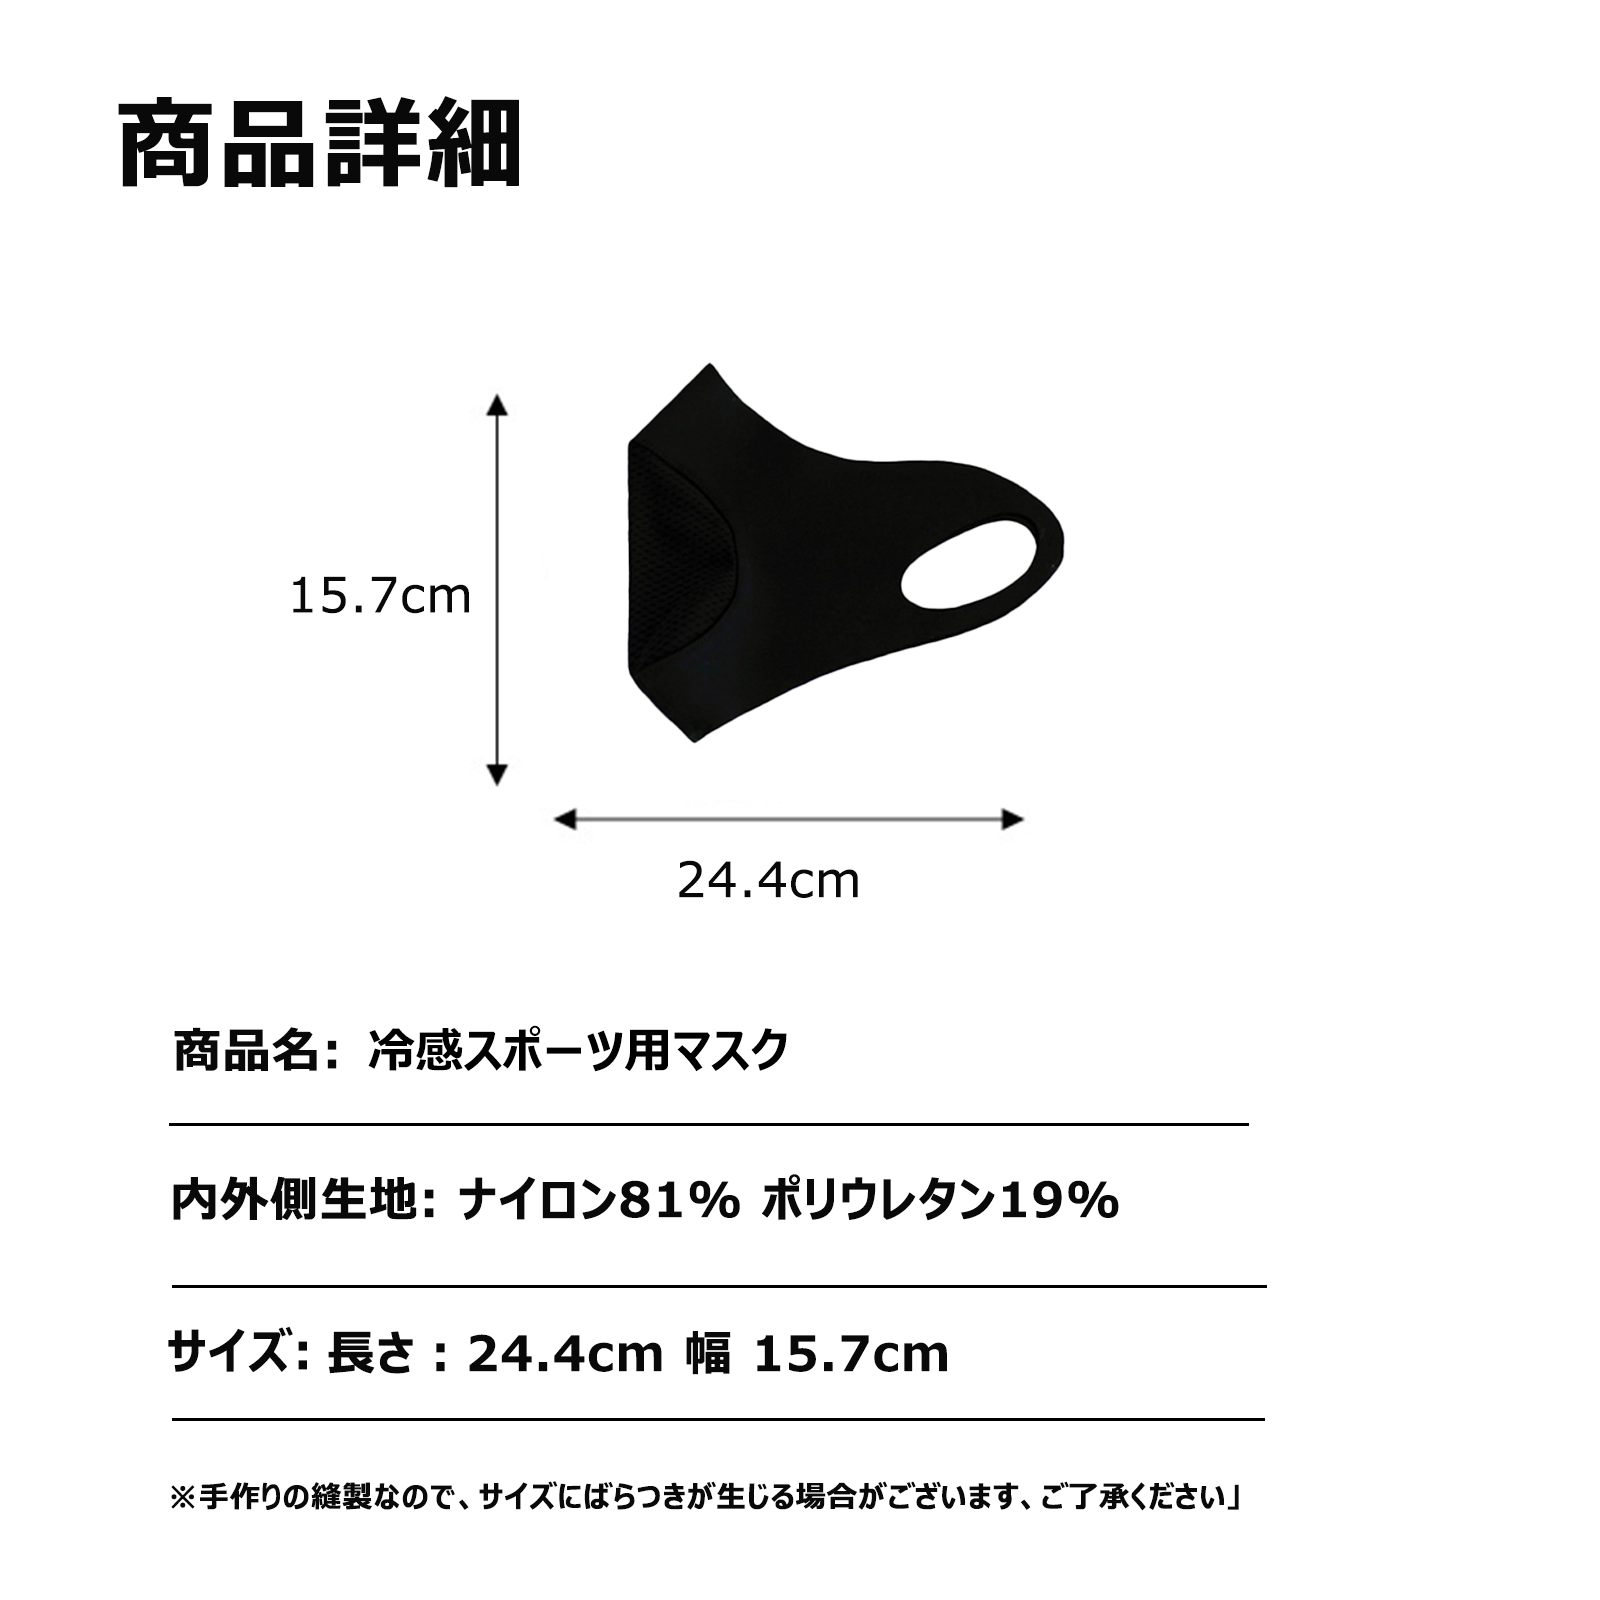 商品詳細
15.7cm
24.4cm
商品名: 冷感スポーツ用マスク
内外側生地: ナイロン81% ポリウレタン19%
サイズ: 長さ : 24.4cm 幅 15.7cm
※手作りの縫製なので、サイズにばらつきが生じる場合がございます、ご了承ください」